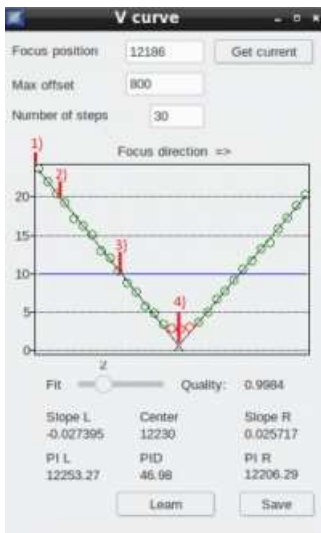 V curve
Focus position 12186 Get current
Max offset 800
Number of steps 30
1) Focus direction =>
2)
20
15
3)
10
4)
5
0
2
Fit Quality: 0.9984
Slope L Center Slope R
-0.027395 12230 0.025717
PI L PID PI R
12253.27 46.98 12206.29
Learn Save